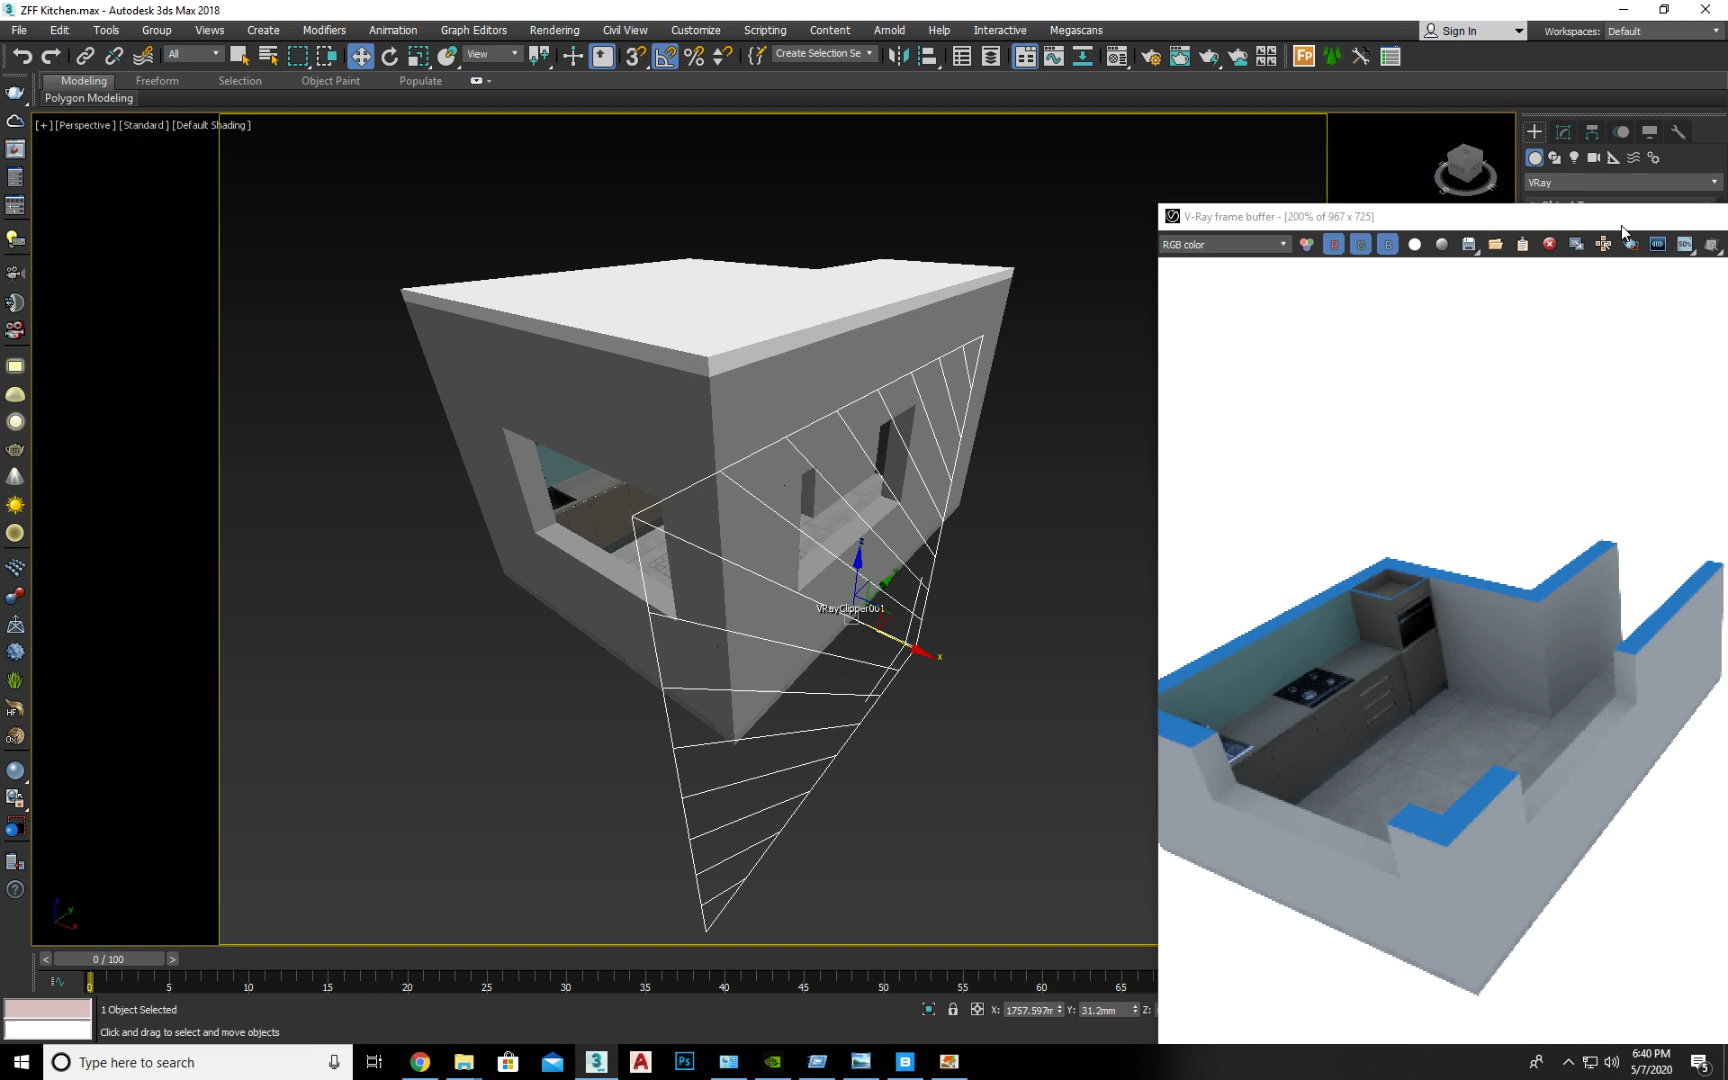 ZFF Kitchen.max - Autodesk 3ds Max 2018
File Edit Tools Group Views Create Modifiers Animation Graph Editors Rendering Civil View Customize Scripting Content Arnold Help Interactive Megascans
Sign In Workspaces: Default
All View Create Selection Se Fp
Modeling Freeform Selection Object Paint Populate
Polygon Modeling
[+] [Perspective] [Standard] [Default Shading]
VRay
V-Ray frame buffer - [200% of 967 x 725]
RGB color R G B 50%
VRayClipper001
x
z
y
x
0 / 100
0 5 10 15 20 25 30 35 40 45 50 55 60 65
1 Object Selected
X: 1757.597m Y: 31.2mm Z:
Click and drag to select and move objects
Type here to search
6:40 PM
5/7/2020
5